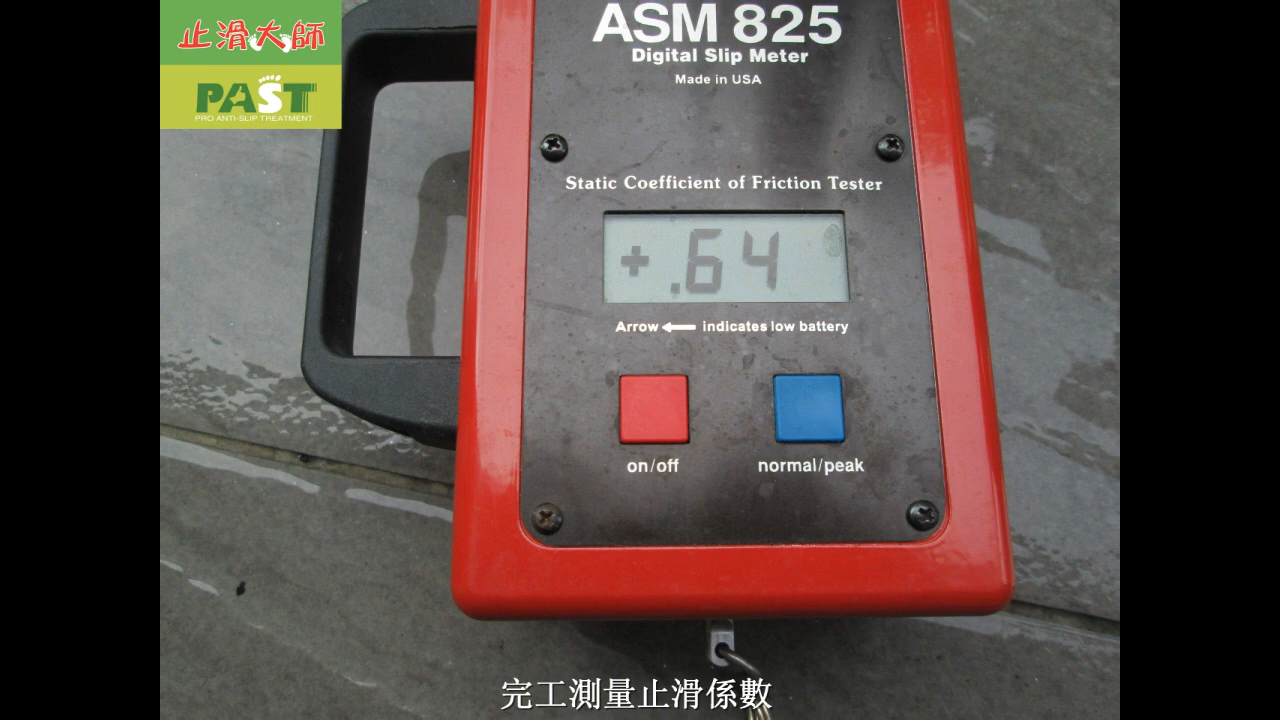 止滑大師
PAST
PRO ANTI-SLIP TREATMENT
ASM 825
Digital Slip Meter
Made in USA
Static Coefficient of Friction Tester
+.64
Arrow ← indicates low battery
on/off
normal/peak
完工測量止滑係數